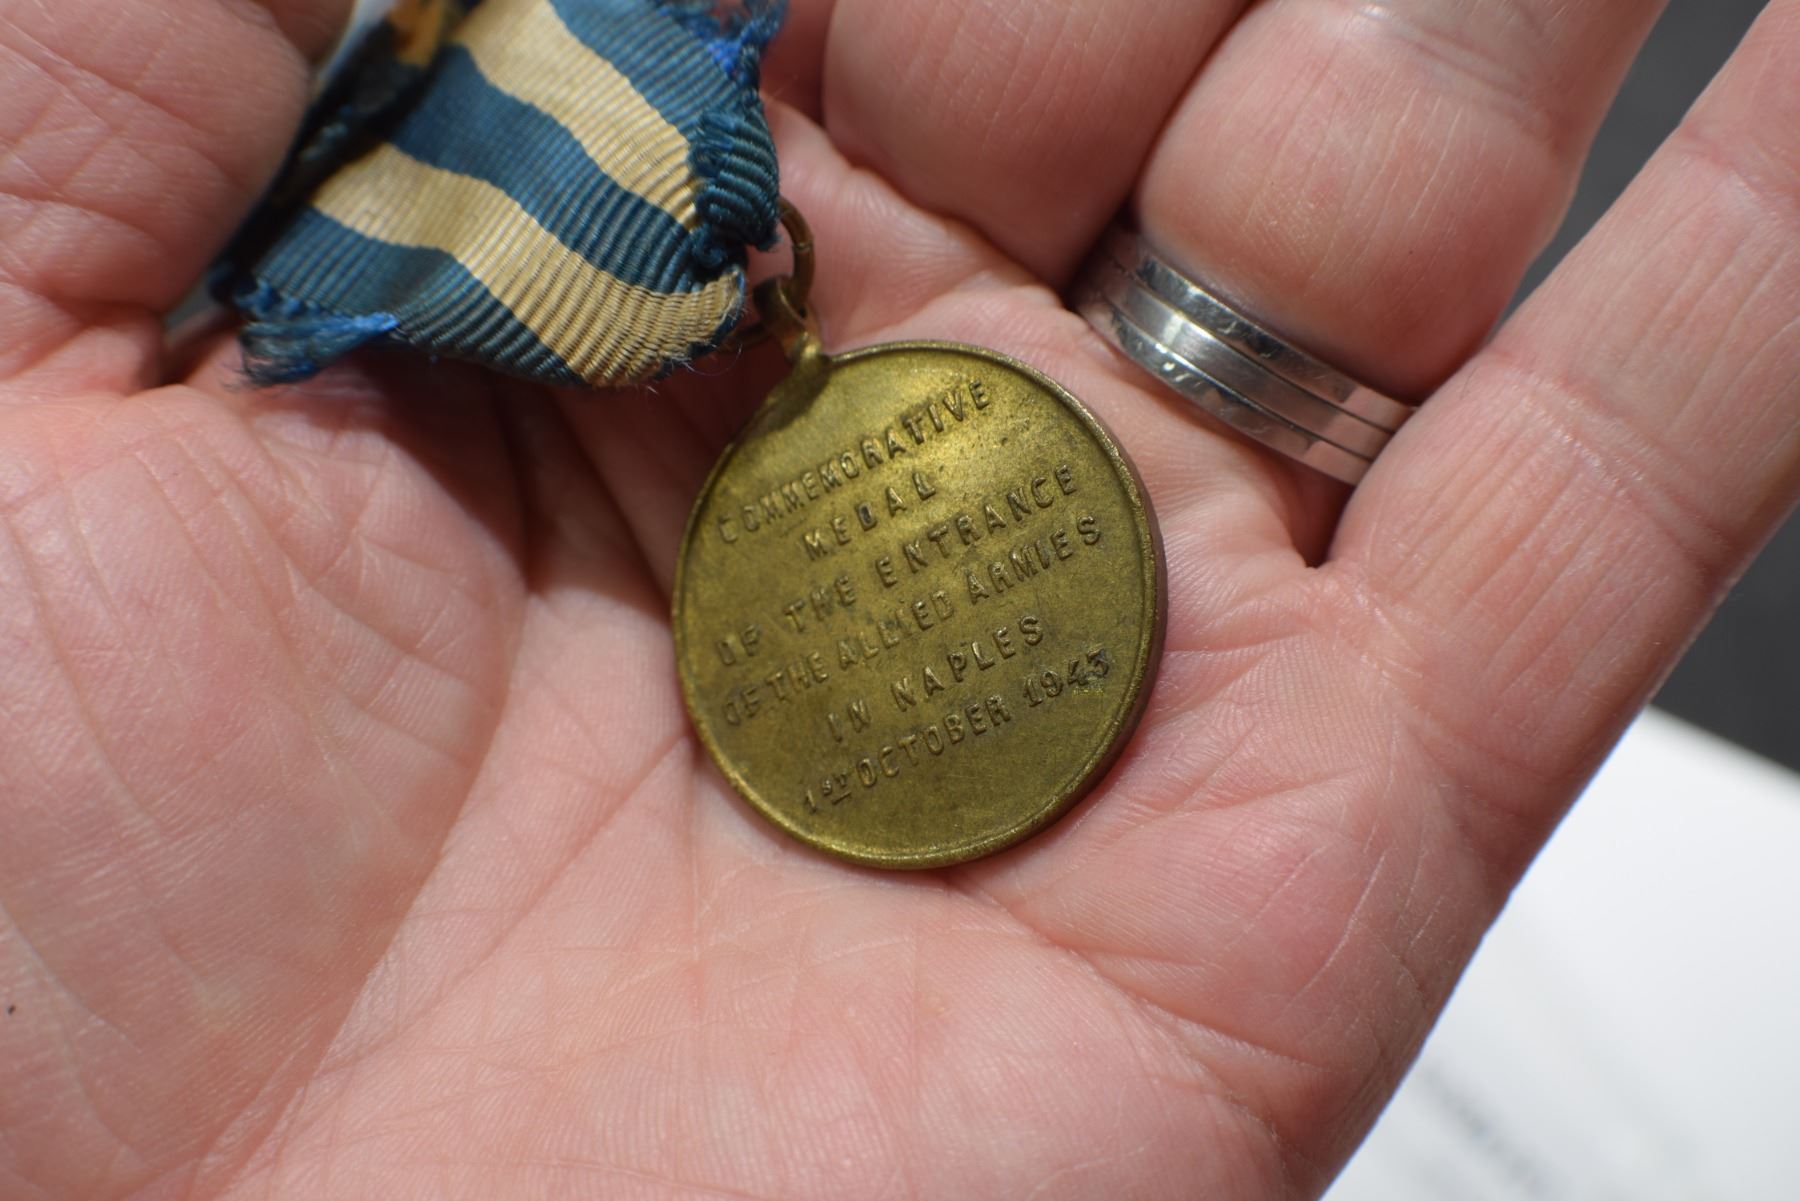 COMMEMORATIVE
MEDAL
OF THE ENTRANCE
OF THE ALLIED ARMIES
IN NAPLES
1ST OCTOBER 1943